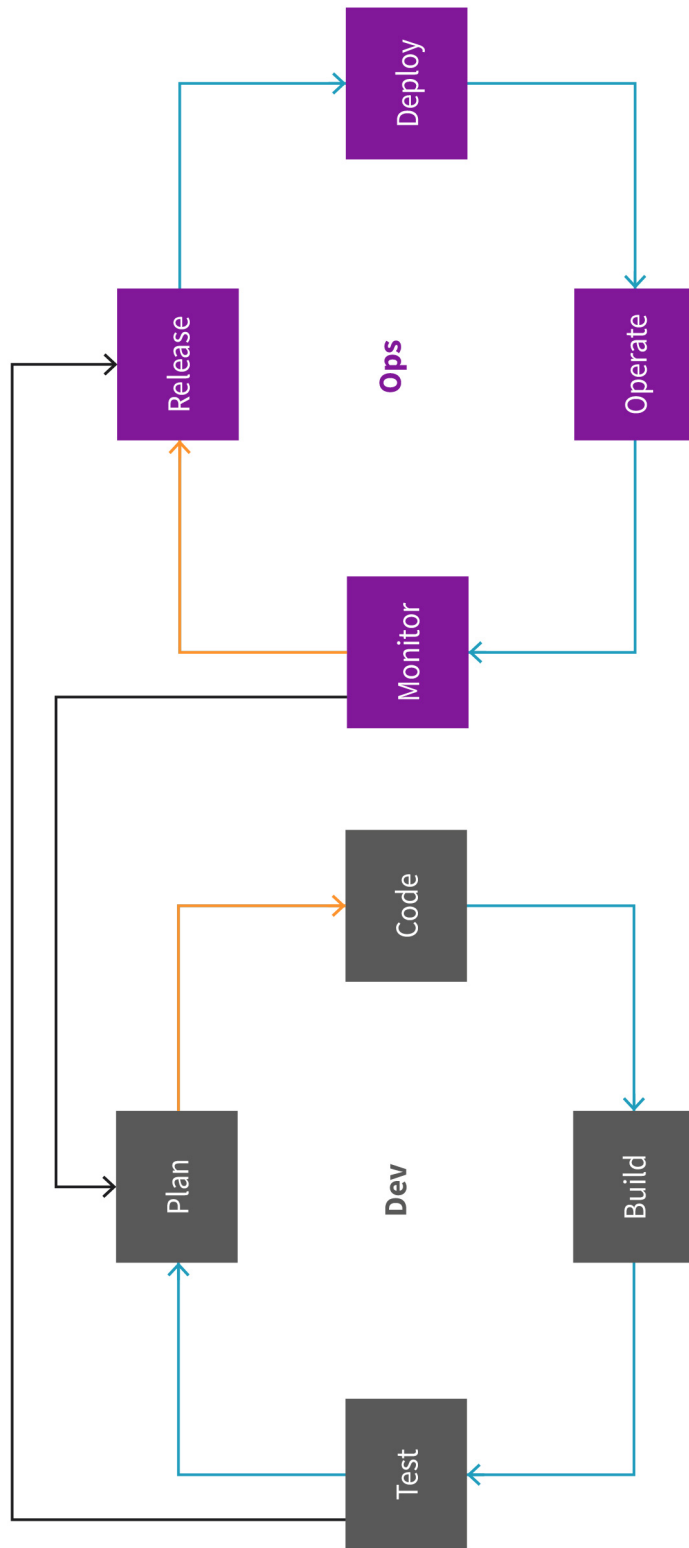 Plan
Release
Test
Dev
Code
Monitor
Ops
Deploy
Build
Operate